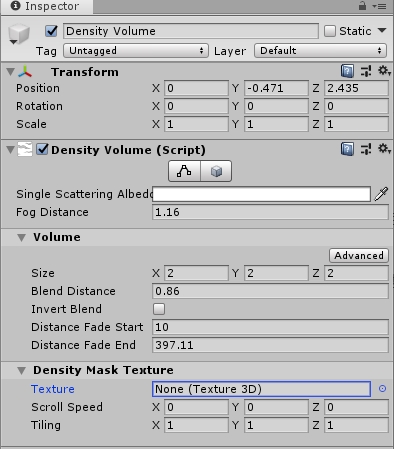 Inspector
Density Volume Static
Tag Untagged Layer Default
Transform
Position X 0 Y -0.471 Z 2.435
Rotation X 0 Y 0 Z 0
Scale X 1 Y 1 Z 1
Density Volume (Script)
Single Scattering Albedo
Fog Distance 1.16
Volume
Advanced
Size X 2 Y 2 Z 2
Blend Distance 0.86
Invert Blend
Distance Fade Start 10
Distance Fade End 397.11
Density Mask Texture
Texture None (Texture 3D)
Scroll Speed X 0 Y 0 Z 0
Tiling X 1 Y 1 Z 1